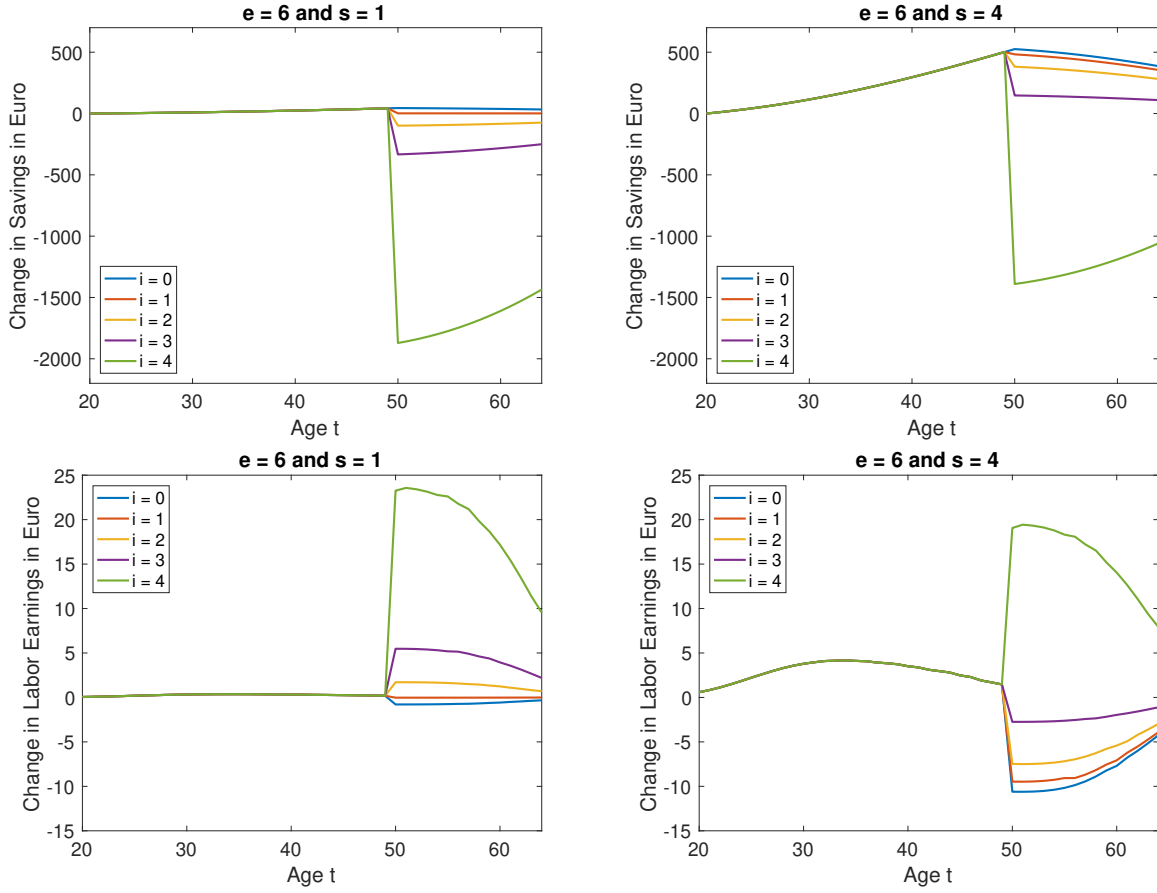 e = 6 and s = 1
500
0
-500
-1000
-1500
-2000
Change in Savings in Euro
i = 0
i = 1
i = 2
i = 3
i = 4
20 30 40 50 60
Age t
e = 6 and s = 4
500
0
-500
-1000
-1500
-2000
Change in Savings in Euro
i = 0
i = 1
i = 2
i = 3
i = 4
20 30 40 50 60
Age t
e = 6 and s = 1
25
20
15
10
5
0
-5
-10
-15
Change in Labor Earnings in Euro
i = 0
i = 1
i = 2
i = 3
i = 4
20 30 40 50 60
Age t
e = 6 and s = 4
25
20
15
10
5
0
-5
-10
-15
Change in Labor Earnings in Euro
i = 0
i = 1
i = 2
i = 3
i = 4
20 30 40 50 60
Age t